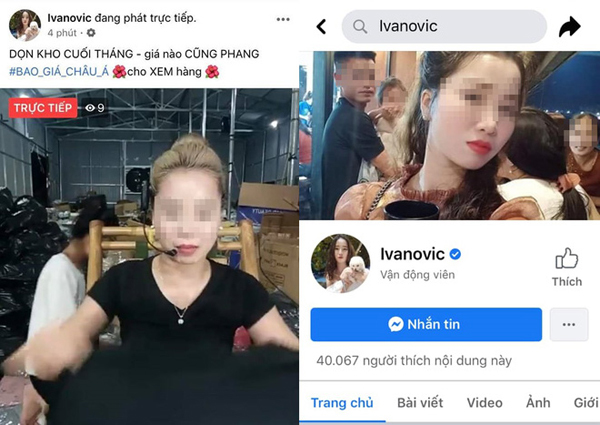 Ivanovic đang phát trực tiếp.
4 phút ·
DỌN KHO CUỐI THÁNG - giá nào CŨNG PHANG
#BAO_GIÁ_CHÂU_Á 🌺cho XEM hàng 🌺
TRỰC TIẾP 9
Ivanovic
Ivanovic
Vận động viên
Thích
Nhắn tin
...
40.067 người thích nội dung này
Trang chủ Bài viết Video Ảnh Giới